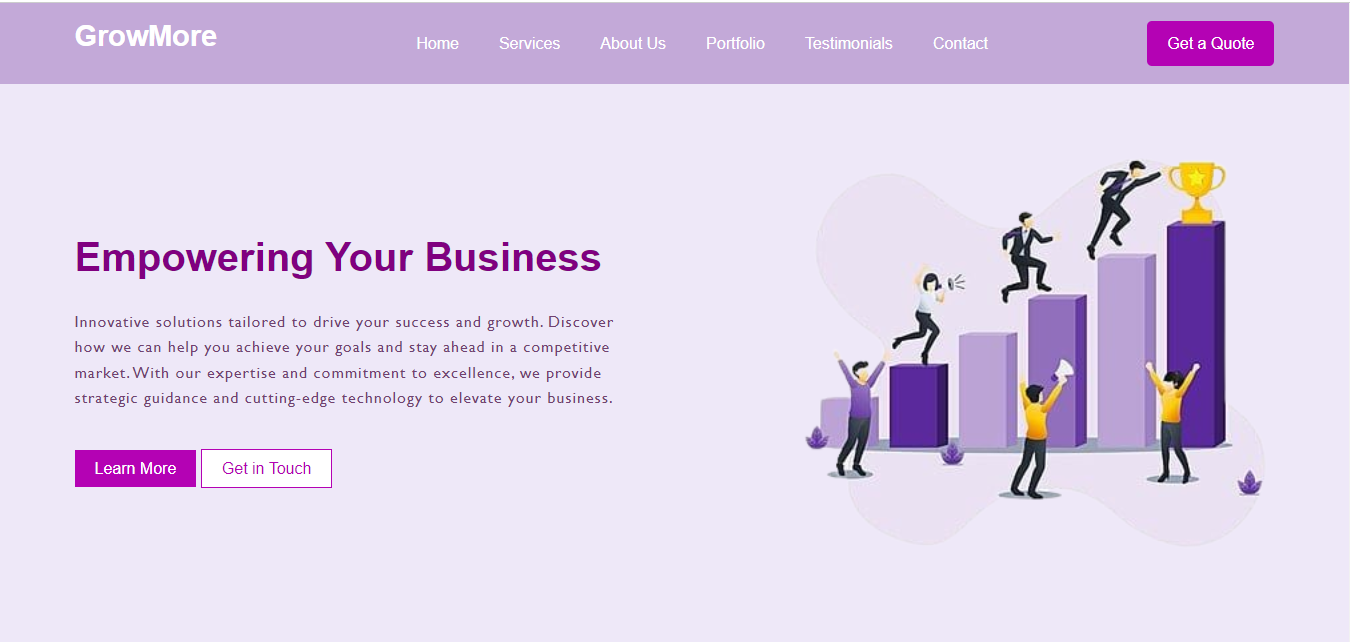 GrowMore
Home Services About Us Portfolio Testimonials Contact
Get a Quote
Empowering Your Business
Innovative solutions tailored to drive your success and growth. Discover
how we can help you achieve your goals and stay ahead in a competitive
market. With our expertise and commitment to excellence, we provide
strategic guidance and cutting-edge technology to elevate your business.
Learn More Get in Touch